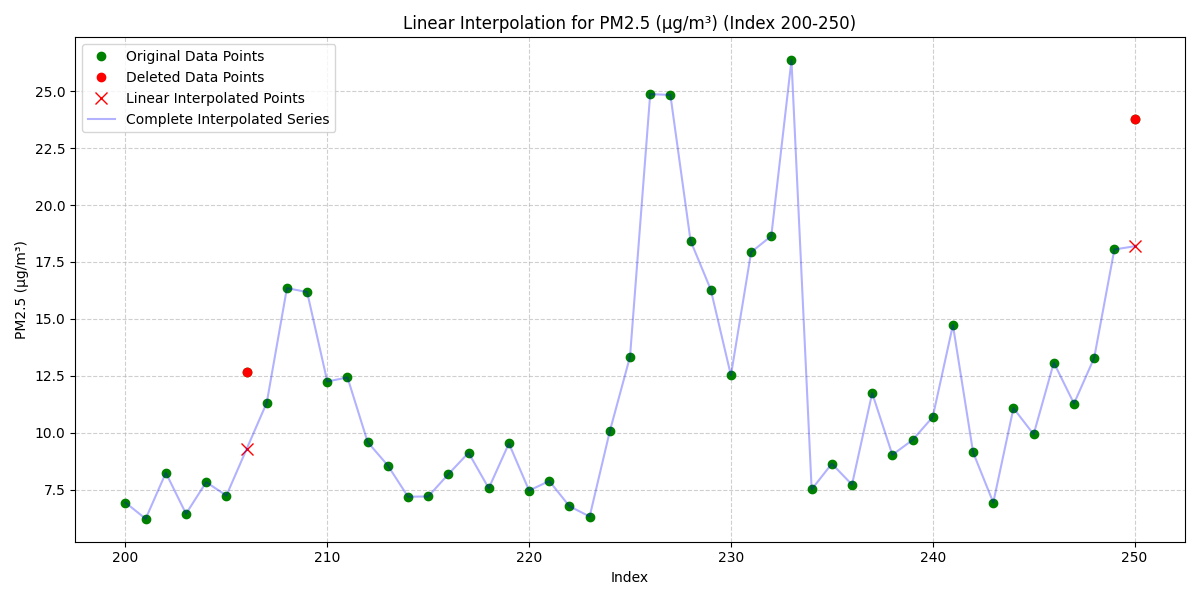 Linear Interpolation for PM2.5 (µg/m³) (Index 200-250)
Original Data Points
Deleted Data Points
Linear Interpolated Points
Complete Interpolated Series
PM2.5 (µg/m³)
25.0
22.5
20.0
17.5
15.0
12.5
10.0
7.5
200 210 220 230 240 250
Index